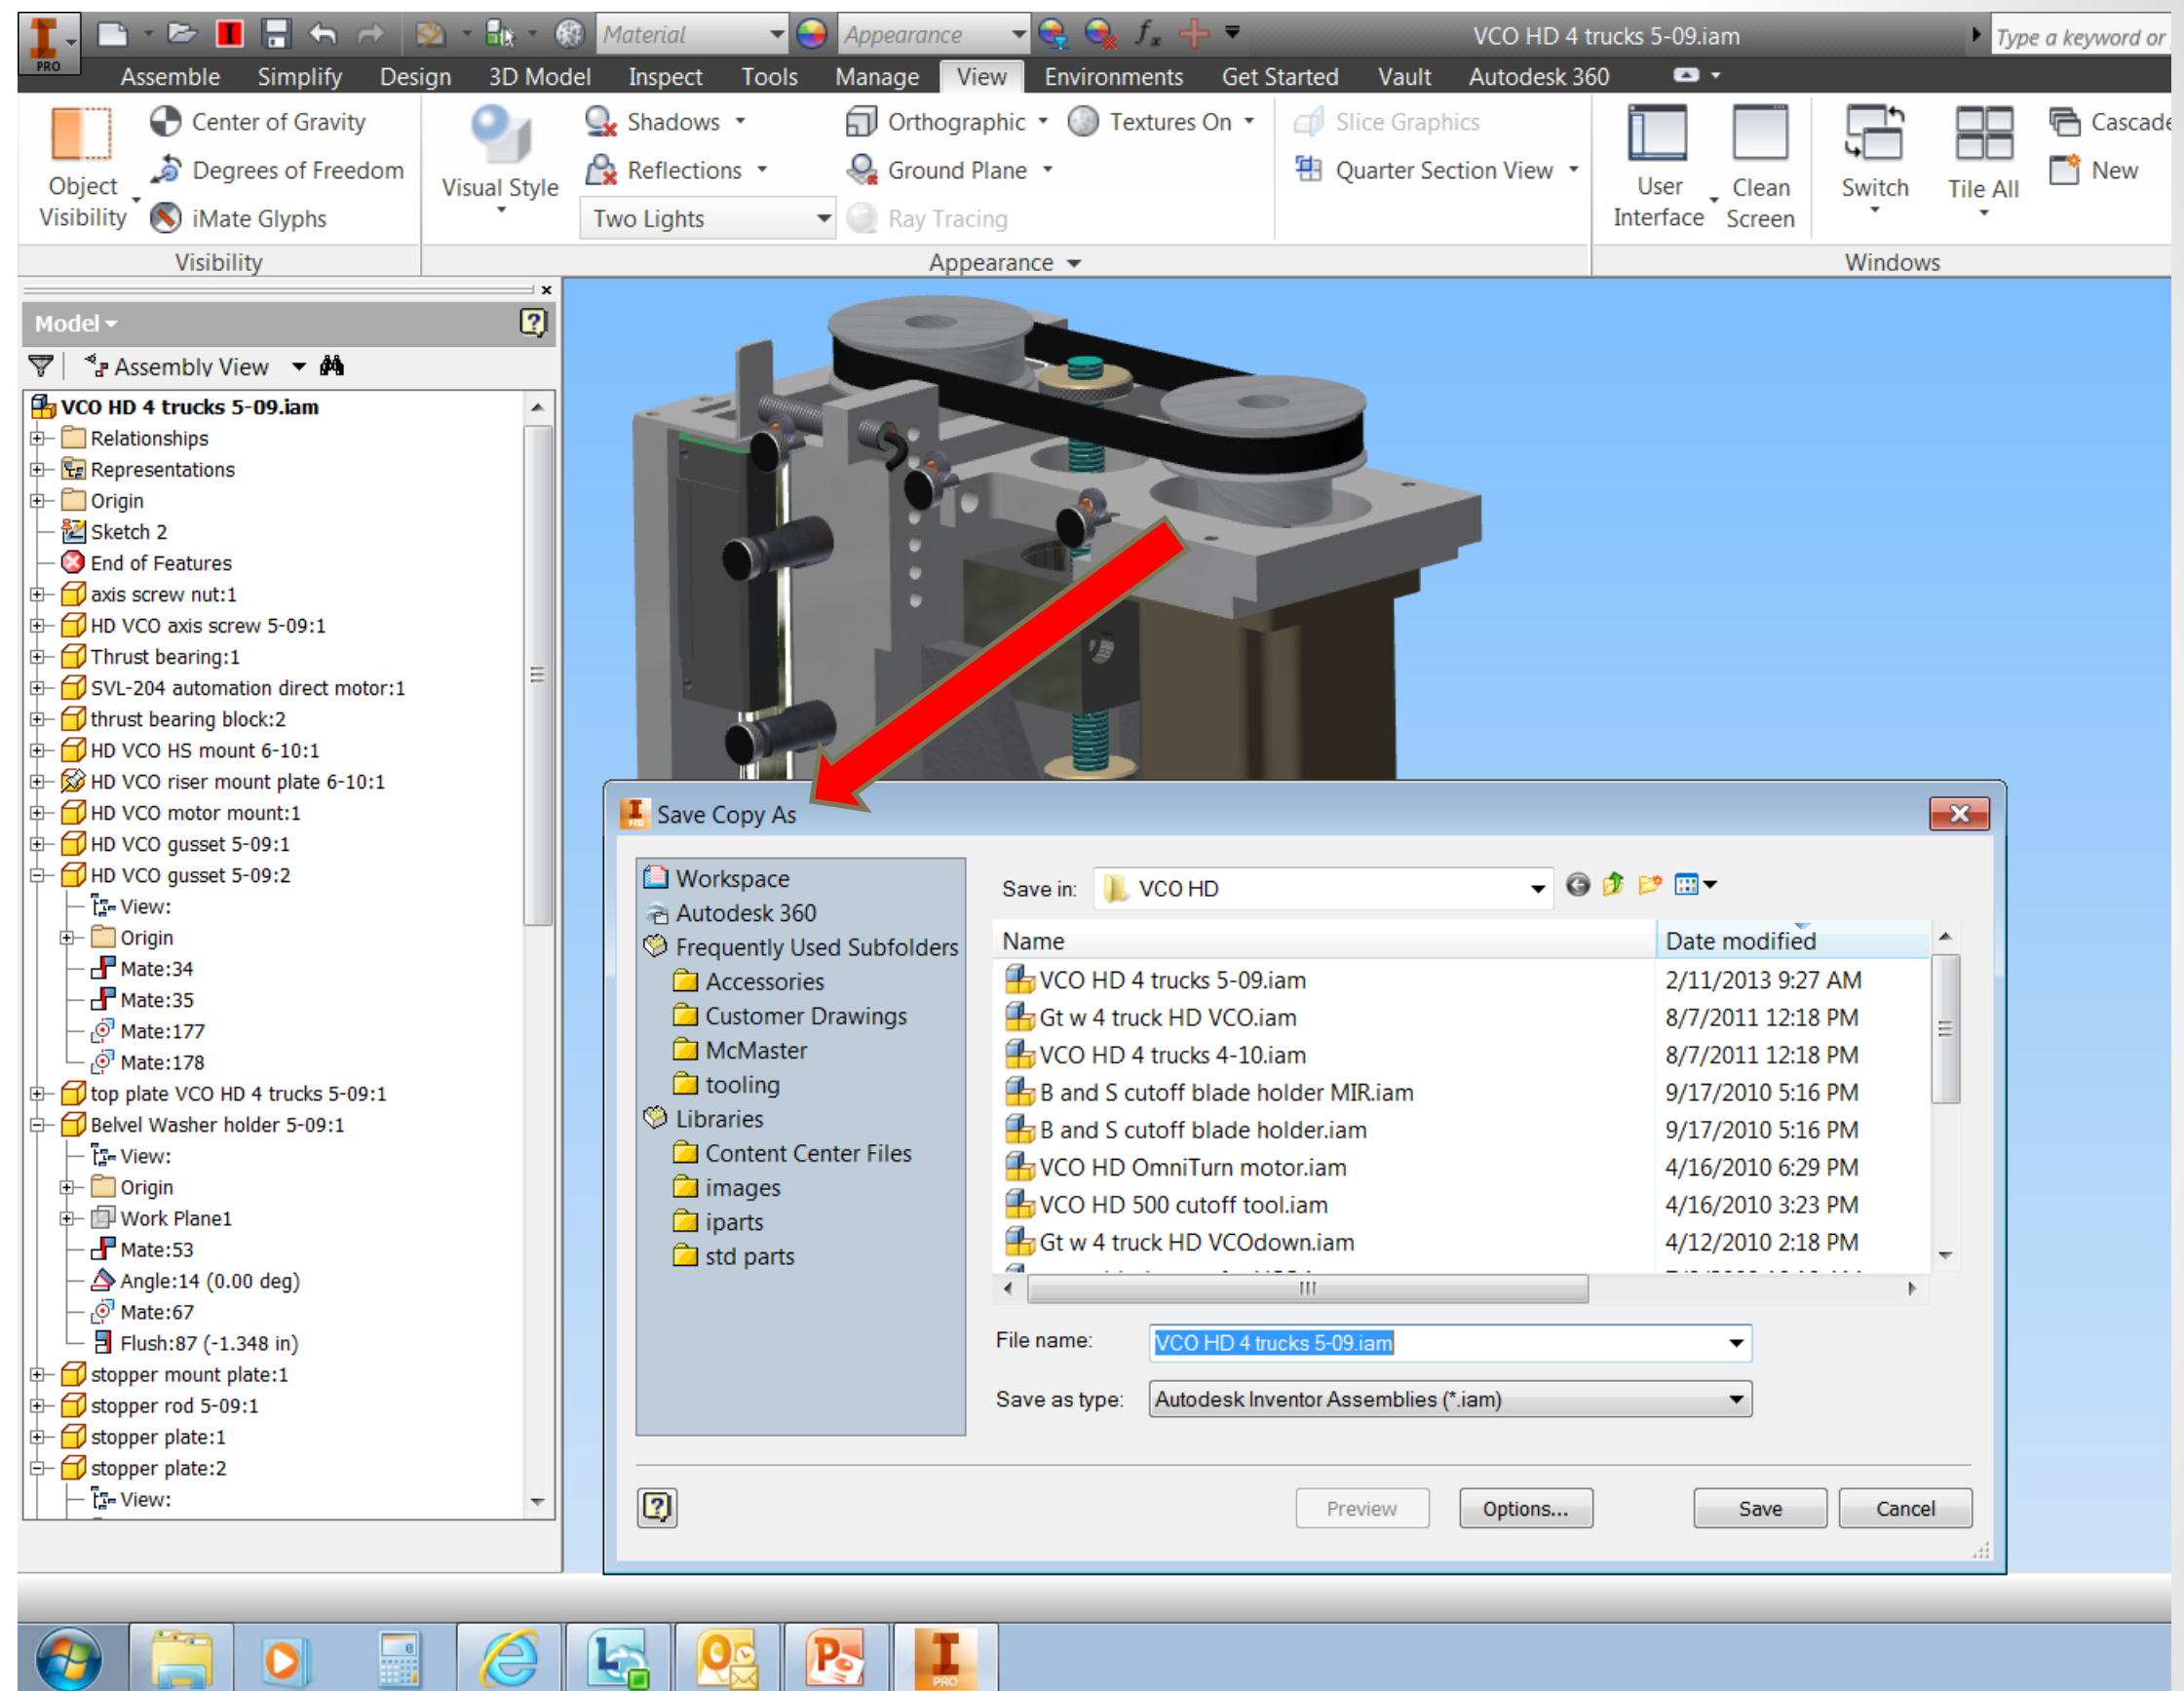 PRO
Material
Appearance
fx
VCO HD 4 trucks 5-09.iam
Type a keyword or
Assemble Simplify Design 3D Model Inspect Tools Manage View Environments Get Started Vault Autodesk 360
Object Visibility
Center of Gravity
Degrees of Freedom
iMate Glyphs
Visibility
Visual Style
Shadows
Reflections
Two Lights
Orthographic
Ground Plane
Ray Tracing
Textures On
Appearance
Slice Graphics
Quarter Section View
User Interface
Clean Screen
Switch
Tile All
Cascade
New
Windows
Model
Assembly View
VCO HD 4 trucks 5-09.iam
Relationships
Representations
Origin
Sketch 2
End of Features
axis screw nut:1
HD VCO axis screw 5-09:1
Thrust bearing:1
SVL-204 automation direct motor:1
thrust bearing block:2
HD VCO HS mount 6-10:1
HD VCO riser mount plate 6-10:1
HD VCO motor mount:1
HD VCO gusset 5-09:1
HD VCO gusset 5-09:2
View:
Origin
Mate:34
Mate:35
Mate:177
Mate:178
top plate VCO HD 4 trucks 5-09:1
Belvel Washer holder 5-09:1
View:
Origin
Work Plane1
Mate:53
Angle:14 (0.00 deg)
Mate:67
Flush:87 (-1.348 in)
stopper mount plate:1
stopper rod 5-09:1
stopper plate:1
stopper plate:2
View:
Save Copy As
Workspace
Autodesk 360
Frequently Used Subfolders
Accessories
Customer Drawings
McMaster
tooling
Libraries
Content Center Files
images
iparts
std parts
Save in: VCO HD
Name Date modified
VCO HD 4 trucks 5-09.iam 2/11/2013 9:27 AM
Gt w 4 truck HD VCO.iam 8/7/2011 12:18 PM
VCO HD 4 trucks 4-10.iam 8/7/2011 12:18 PM
B and S cutoff blade holder MIR.iam 9/17/2010 5:16 PM
B and S cutoff blade holder.iam 9/17/2010 5:16 PM
VCO HD OmniTurn motor.iam 4/16/2010 6:29 PM
VCO HD 500 cutoff tool.iam 4/16/2010 3:23 PM
Gt w 4 truck HD VCOdown.iam 4/12/2010 2:18 PM
File name: VCO HD 4 trucks 5-09.iam
Save as type: Autodesk Inventor Assemblies (*.iam)
Preview Options... Save Cancel
PRO